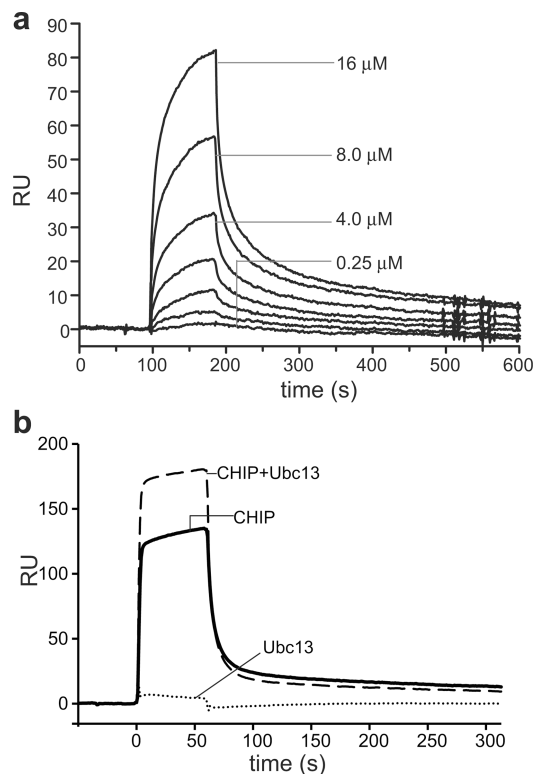 a
90
80
70
60
50
40
30
20
10
0
RU
16 μM
8.0 μM
4.0 μM
0.25 μM
0 100 200 300 400 500 600
time (s)
b
200
150
100
50
0
RU
CHIP+Ubc13
CHIP
Ubc13
0 50 100 150 200 250 300
time (s)